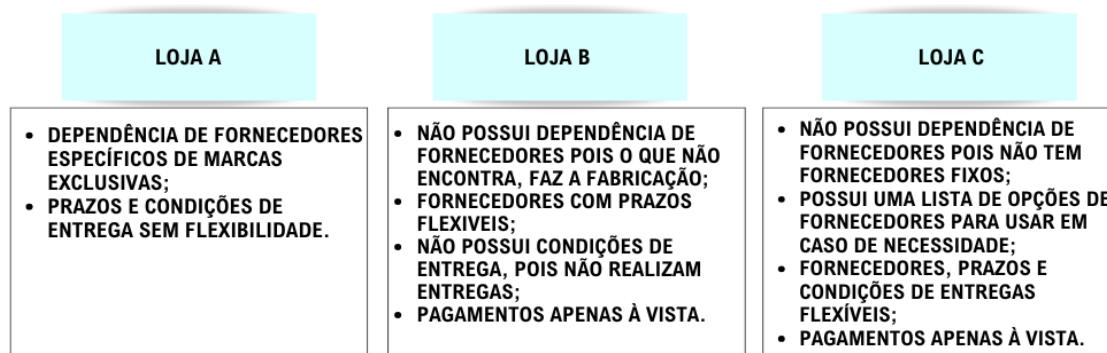 LOJA A
• DEPENDÊNCIA DE FORNECEDORES
ESPECÍFICOS DE MARCAS
EXCLUSIVAS;
• PRAZOS E CONDIÇÕES DE
ENTREGA SEM FLEXIBILIDADE.
LOJA B
• NÃO POSSUI DEPENDÊNCIA DE
FORNECEDORES POIS O QUE NÃO
ENCONTRA, FAZ A FABRICAÇÃO;
• FORNECEDORES COM PRAZOS
FLEXIVEIS;
• NÃO POSSUI CONDIÇÕES DE
ENTREGA, POIS NÃO REALIZAM
ENTREGAS;
• PAGAMENTOS APENAS À VISTA.
LOJA C
• NÃO POSSUI DEPENDÊNCIA DE
FORNECEDORES POIS NÃO TEM
FORNECEDORES FIXOS;
• POSSUI UMA LISTA DE OPÇÕES DE
FORNECEDORES PARA USAR EM
CASO DE NECESSIDADE;
• FORNECEDORES, PRAZOS E
CONDIÇÕES DE ENTREGAS
FLEXÍVEIS;
• PAGAMENTOS APENAS À VISTA.